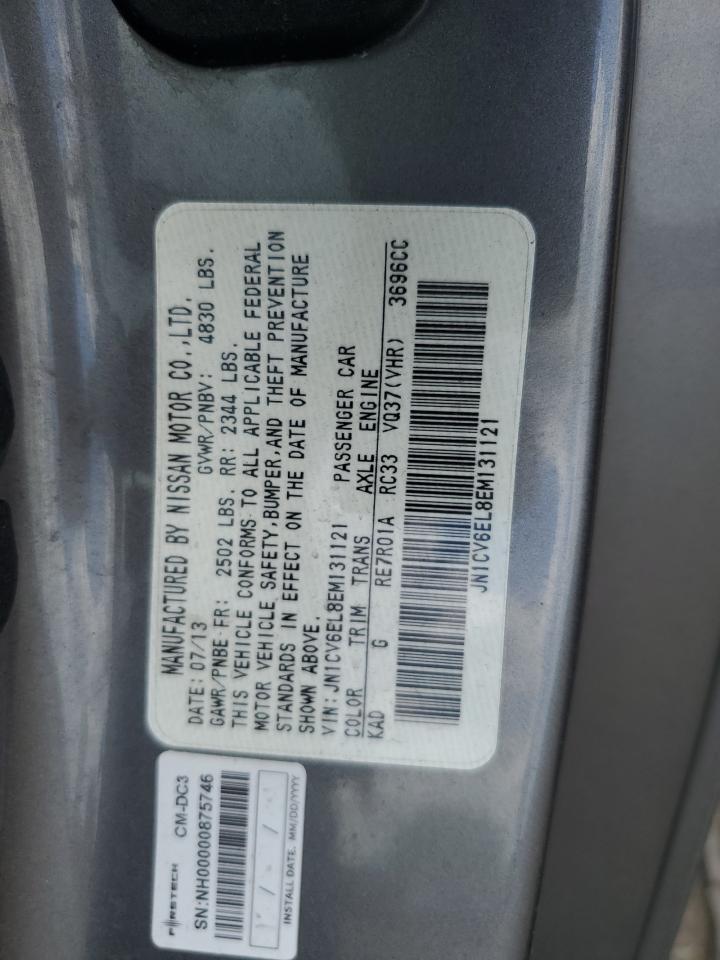 MANUFACTURED BY NISSAN MOTOR CO.,LTD.
DATE: 07/13 GVWR/PNBV: 4830 LBS.
GAWR/PNBE FR: 2502 LBS. RR: 2344 LBS.
THIS VEHICLE CONFORMS TO ALL APPLICABLE FEDERAL
MOTOR VEHICLE SAFETY,BUMPER,AND THEFT PREVENTION
STANDARDS IN EFFECT ON THE DATE OF MANUFACTURE
SHOWN ABOVE.
VIN:JN1CV6EL8EM131121 PASSENGER CAR
COLOR TRIM TRANS AXLE ENGINE
KAD G RE7R01A RC33 VQ37(VHR) 3696CC
JN1CV6EL8EM131121
FIRSTECH CM-DC3
SN:NH00000875746
INSTALL DATE. MM/DD/YYYY